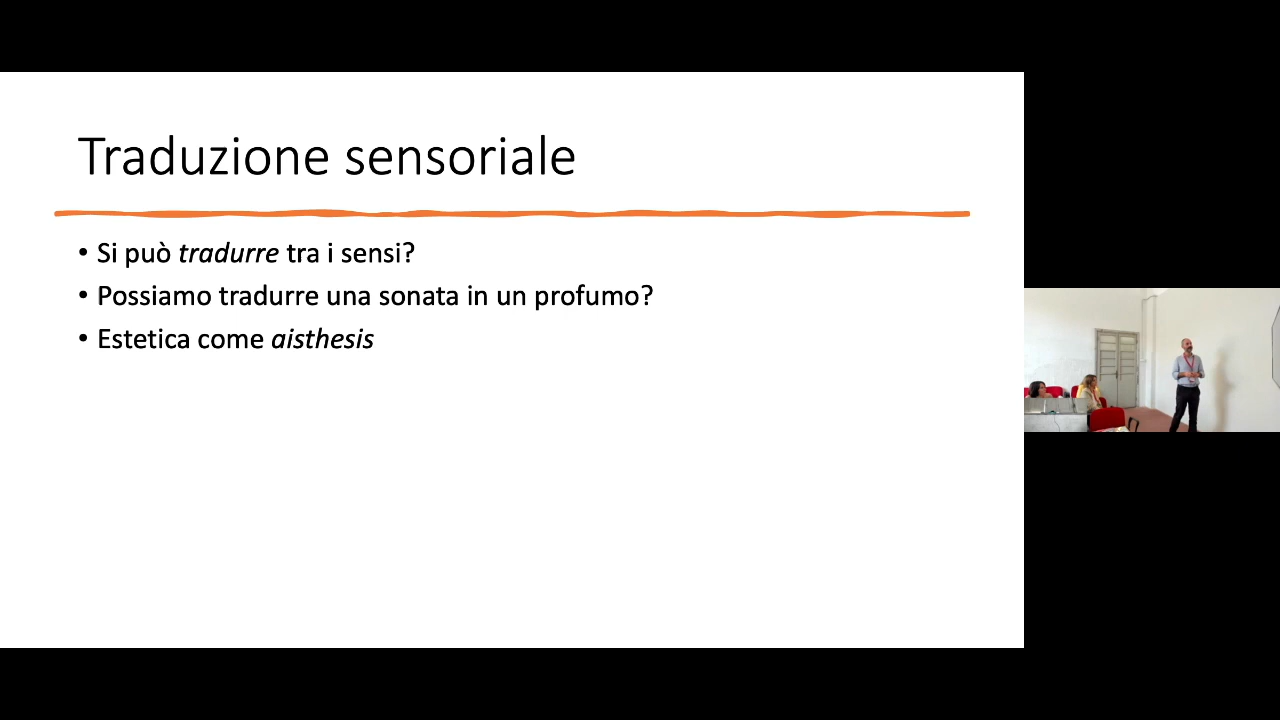 Traduzione sensoriale
• Si può tradurre tra i sensi?
• Possiamo tradurre una sonata in un profumo?
• Estetica come aisthesis